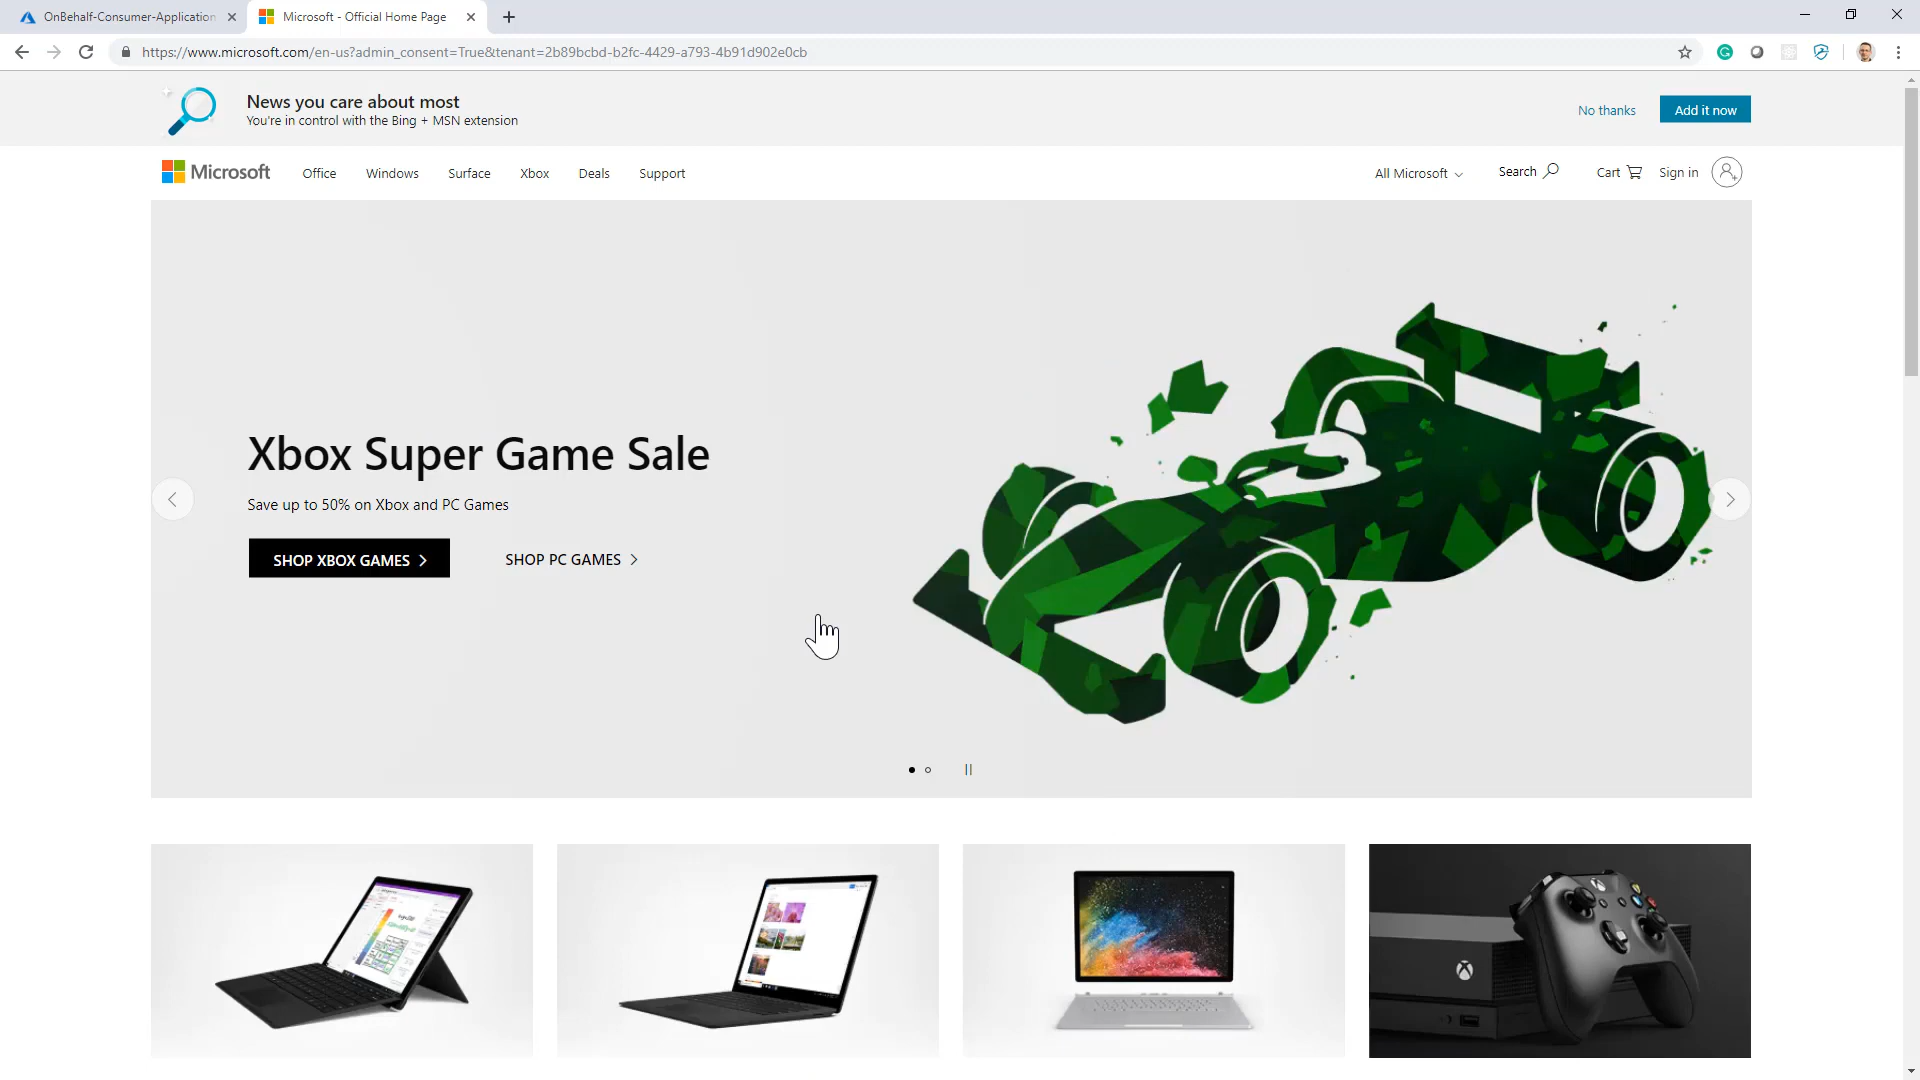 OnBehalf-Consumer-Application
Microsoft - Official Home Page
https://www.microsoft.com/en-us?admin_consent=True&tenant=2b89bcbd-b2fc-4429-a793-4b91d902e0cb
News you care about most
You're in control with the Bing + MSN extension
No thanks
Add it now
Microsoft
Office
Windows
Surface
Xbox
Deals
Support
All Microsoft
Search
Cart
Sign in
Xbox Super Game Sale
Save up to 50% on Xbox and PC Games
SHOP XBOX GAMES
SHOP PC GAMES